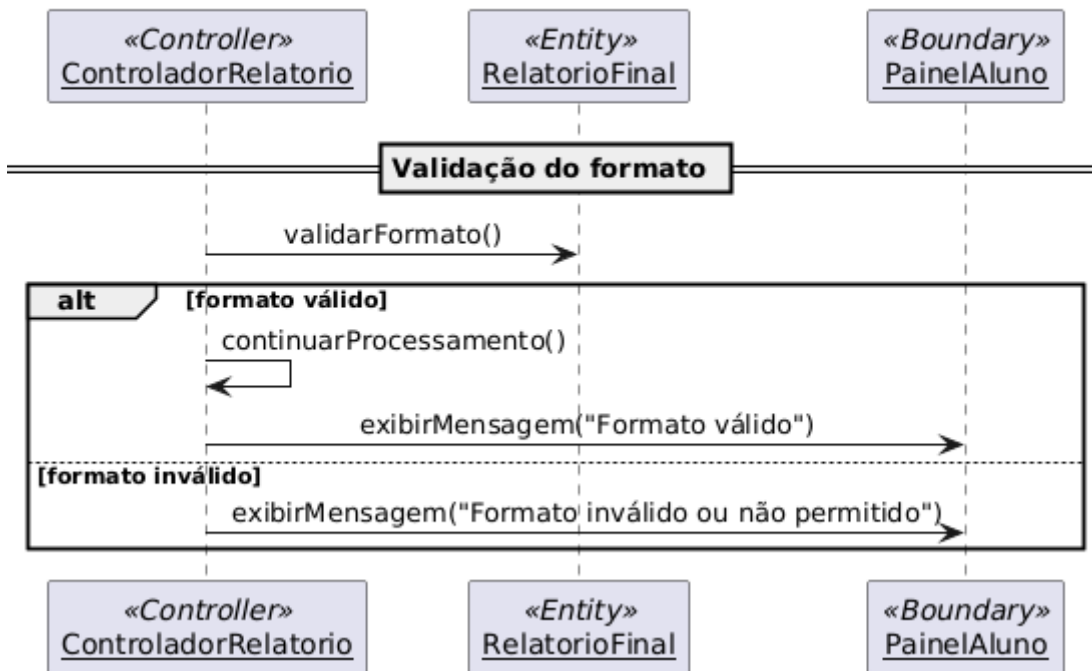 «Controller» «Entity» «Boundary»
ControladorRelatorio RelatorioFinal PainelAluno
Validação do formato
validarFormato()
alt [formato válido]
continuarProcessamento()
exibirMensagem("Formato válido")
[formato inválido]
exibirMensagem("Formato inválido ou não permitido")
«Controller» «Entity» «Boundary»
ControladorRelatorio RelatorioFinal PainelAluno